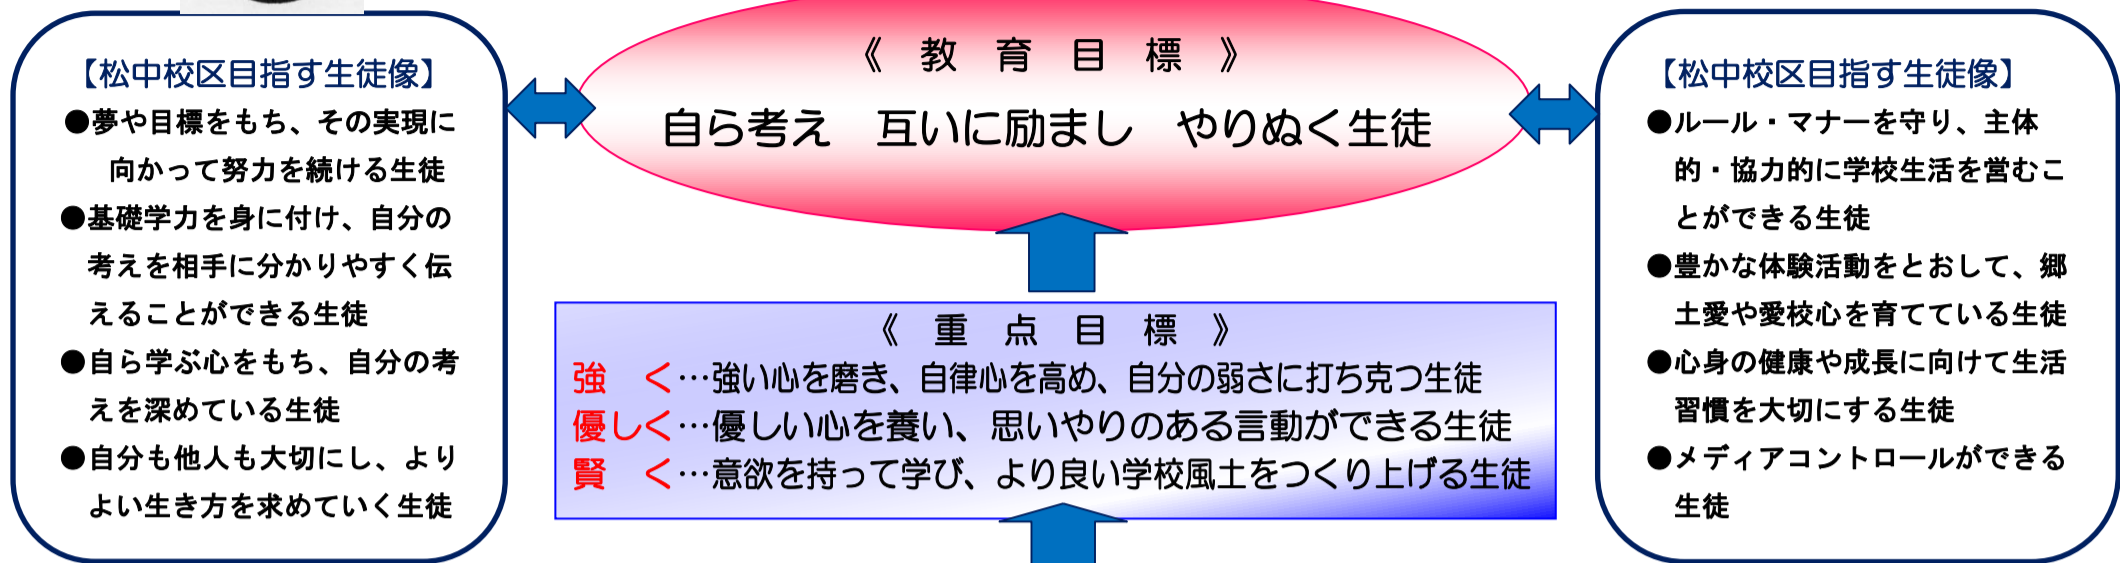 【松中校区目指す生徒像】
●夢や目標をもち、その実現に
向かって努力を続ける生徒
●基礎学力を身に付け、自分の
考えを相手に分かりやすく伝
えることができる生徒
●自ら学ぶ心をもち、自分の考
えを深めている生徒
●自分も他人も大切にし、より
よい生き方を求めていく生徒
《　教　育　目　標　》
自ら考え　互いに励まし　やりぬく生徒
《　重　点　目　標　》
強　く…強い心を磨き、自律心を高め、自分の弱さに打ち克つ生徒
優しく…優しい心を養い、思いやりのある言動ができる生徒
賢　く…意欲を持って学び、より良い学校風土をつくり上げる生徒
【松中校区目指す生徒像】
●ルール・マナーを守り、主体
的・協力的に学校生活を営むこ
とができる生徒
●豊かな体験活動をとおして、郷
土愛や愛校心を育てている生徒
●心身の健康や成長に向けて生活
習慣を大切にする生徒
●メディアコントロールができる
生徒